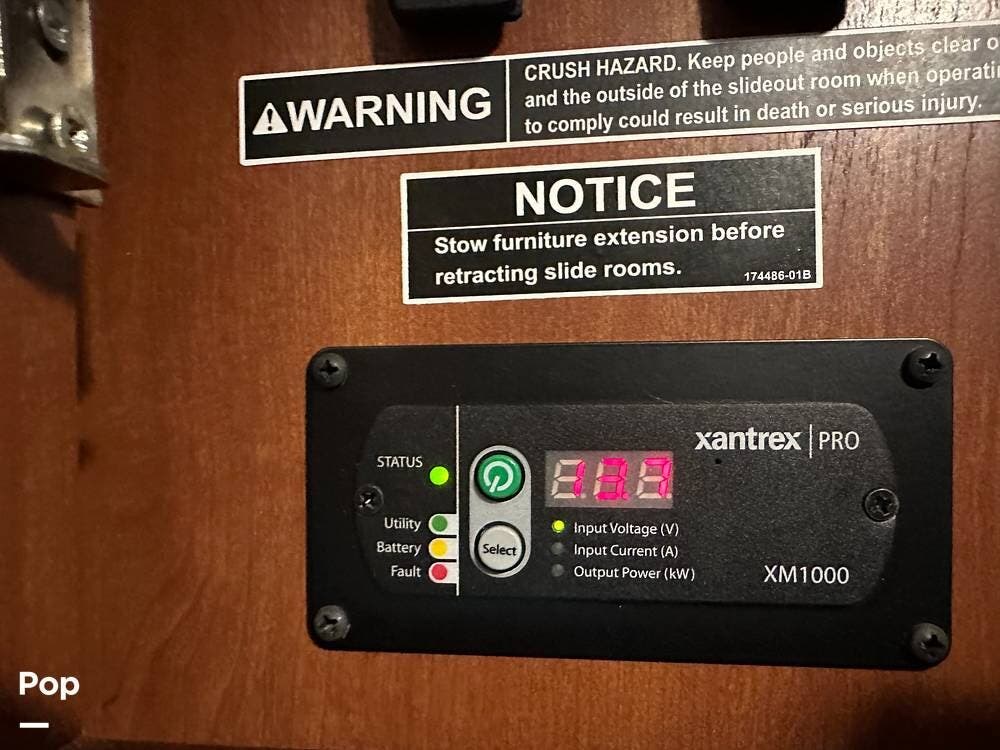 WARNING
CRUSH HAZARD. Keep people and objects clear
and the outside of the slideout room when
to comply could result in death or serious injury.
NOTICE
Stow furniture extension before
retracting slide rooms.
174486-01B
xantrex PRO
STATUS
13.7
Utility
Battery
Fault
Select
Input Voltage (V)
Input Current (A)
Output Power (kW)
XM1000
Pop